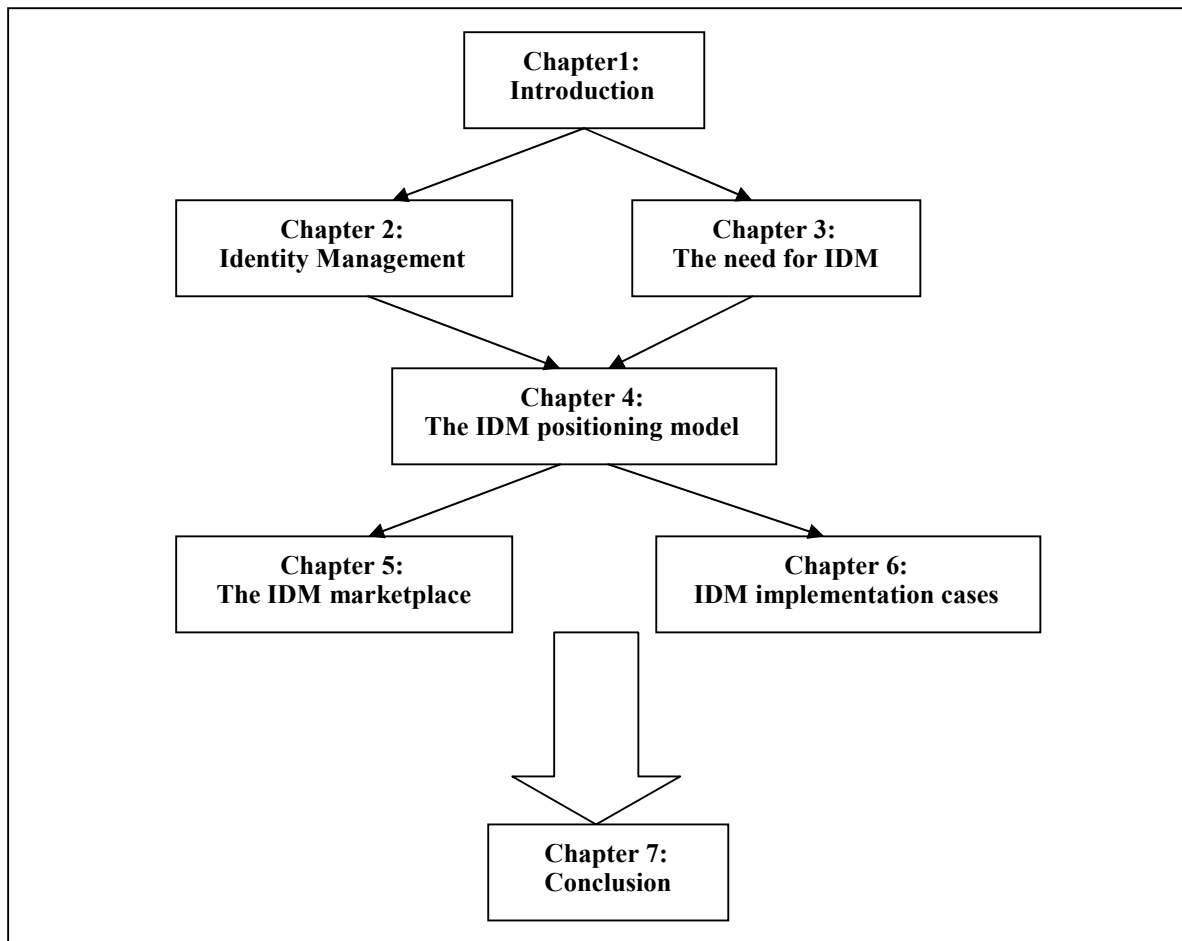 Chapter1:
Introduction
Chapter 2:
Identity Management
Chapter 3:
The need for IDM
Chapter 4:
The IDM positioning model
Chapter 5:
The IDM marketplace
Chapter 6:
IDM implementation cases
Chapter 7:
Conclusion